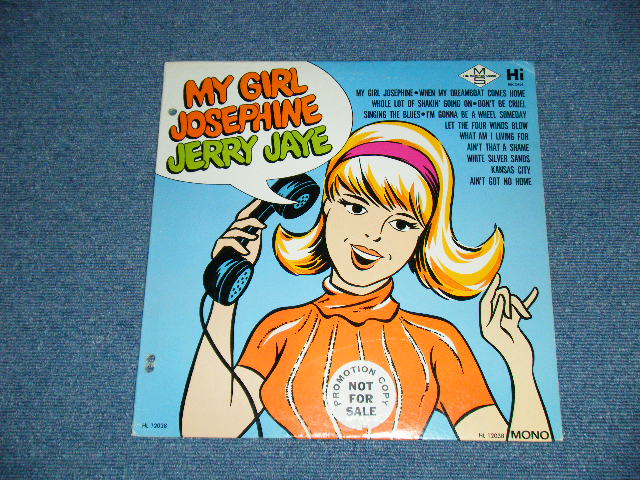 MY GIRL
JOSEPHINE
JERRY JAYE
MS
Hi
RECORDS
MY GIRL JOSEPHINE • WHEN MY DREAMBOAT COMES HOME
WHOLE LOT OF SHAKIN' GOING ON • DON'T BE CRUEL
SINGING THE BLUES • I'M GONNA BE A WHEEL SOMEDAY
LET THE FOUR WINDS BLOW
WHAT AM I LIVING FOR
AIN'T THAT A SHAME
WHITE SILVER SANDS
KANSAS CITY
AIN'T GOT NO HOME
PROMOTION COPY
NOT
FOR
SALE
HL 12038
HL 12038 MONO